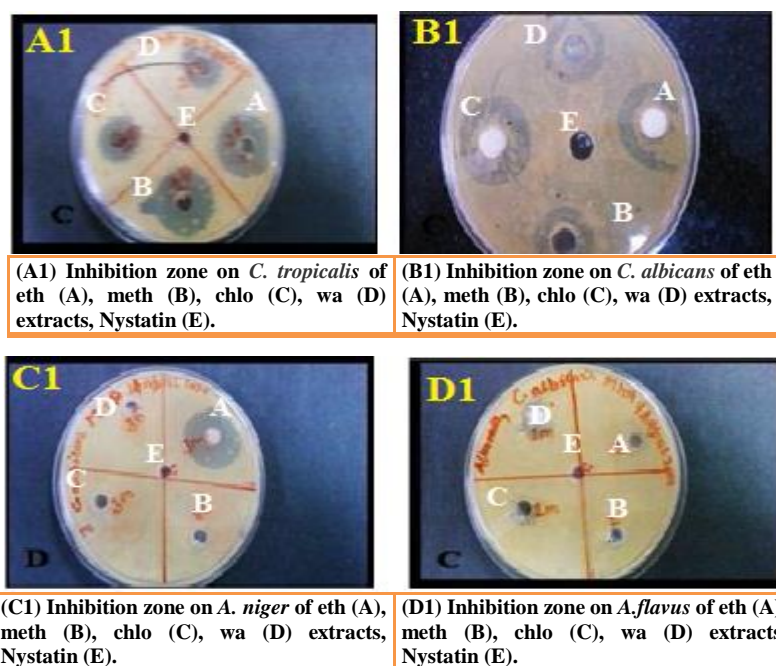 A1
D
C
A
E
B
C
B1
D
C
A
E
B
(A1) Inhibition zone on C. tropicalis of
eth (A), meth (B), chlo (C), wa (D)
extracts, Nystatin (E).
(B1) Inhibition zone on C. albicans of eth
(A), meth (B), chlo (C), wa (D) extracts,
Nystatin (E).
C1
D
A
E
C
B
D
D1
C. albicans
D
E
A
C
B
C
(C1) Inhibition zone on A. niger of eth (A),
meth (B), chlo (C), wa (D) extracts,
Nystatin (E).
(D1) Inhibition zone on A.flavus of eth (A)
meth (B), chlo (C), wa (D) extracts
Nystatin (E).